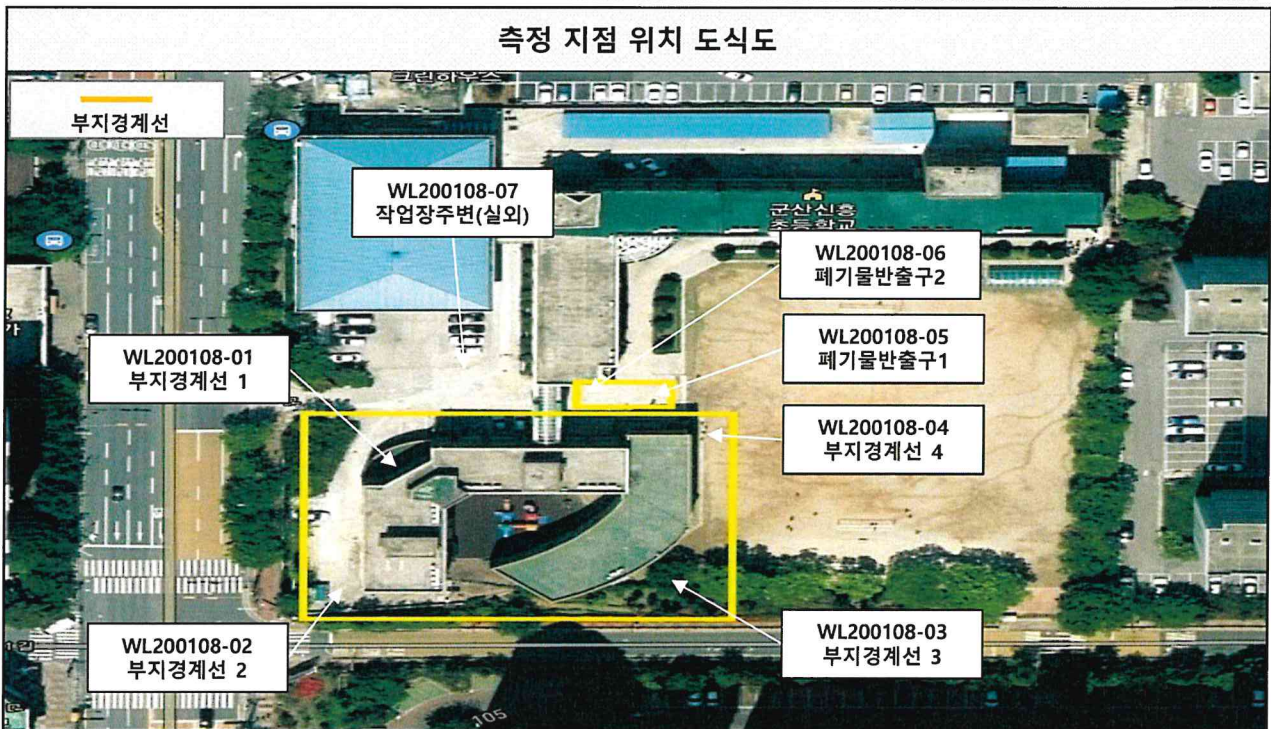 측정 지점 위치 도식도
크린하우스
부지경계선
WL200108-07
작업장주변(실외)
군산신흥
초등학교
WL200108-06
폐기물반출구2
WL200108-05
폐기물반출구1
WL200108-01
부지경계선 1
WL200108-04
부지경계선 4
WL200108-02
부지경계선 2
WL200108-03
부지경계선 3
105